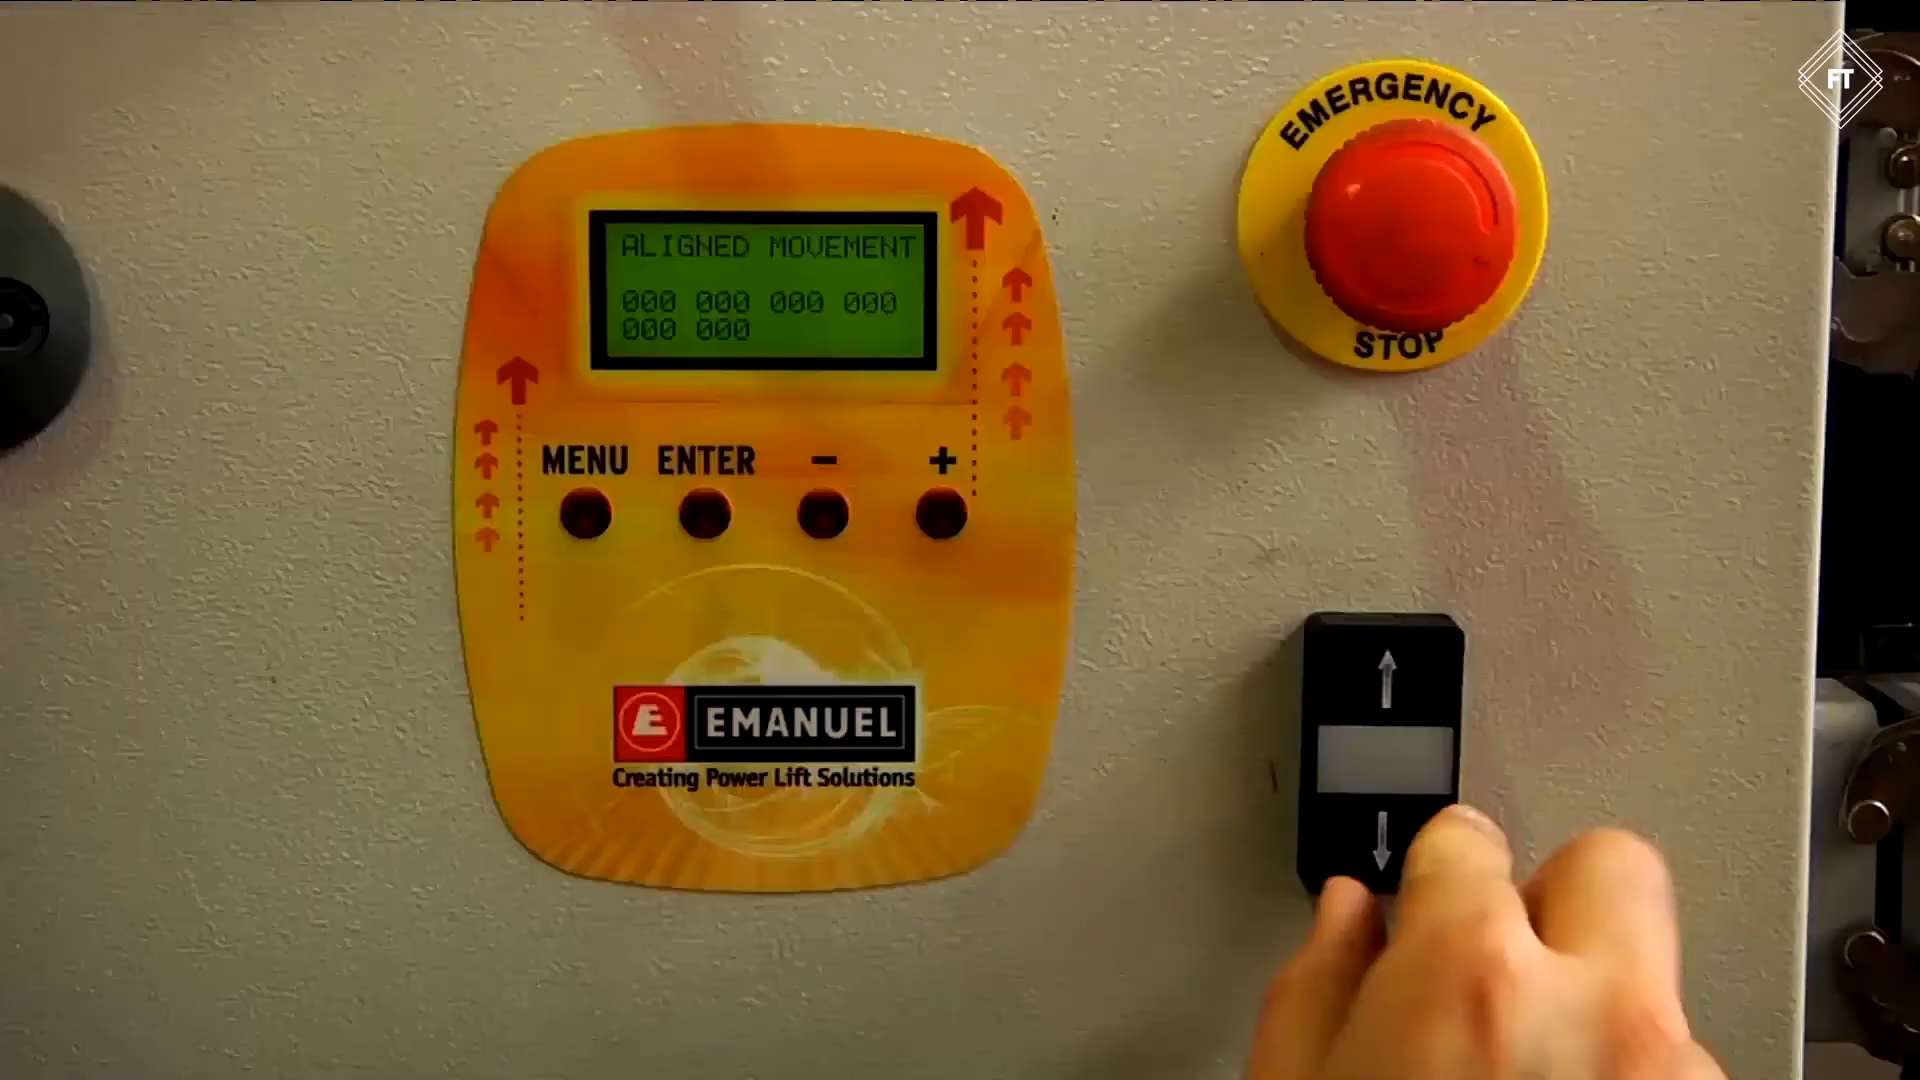 FT
EMERGENCY
STOP
ALIGNED MOVEMENT
000 000 000 000
000 000
MENU ENTER - +
E EMANUEL
Creating Power Lift Solutions